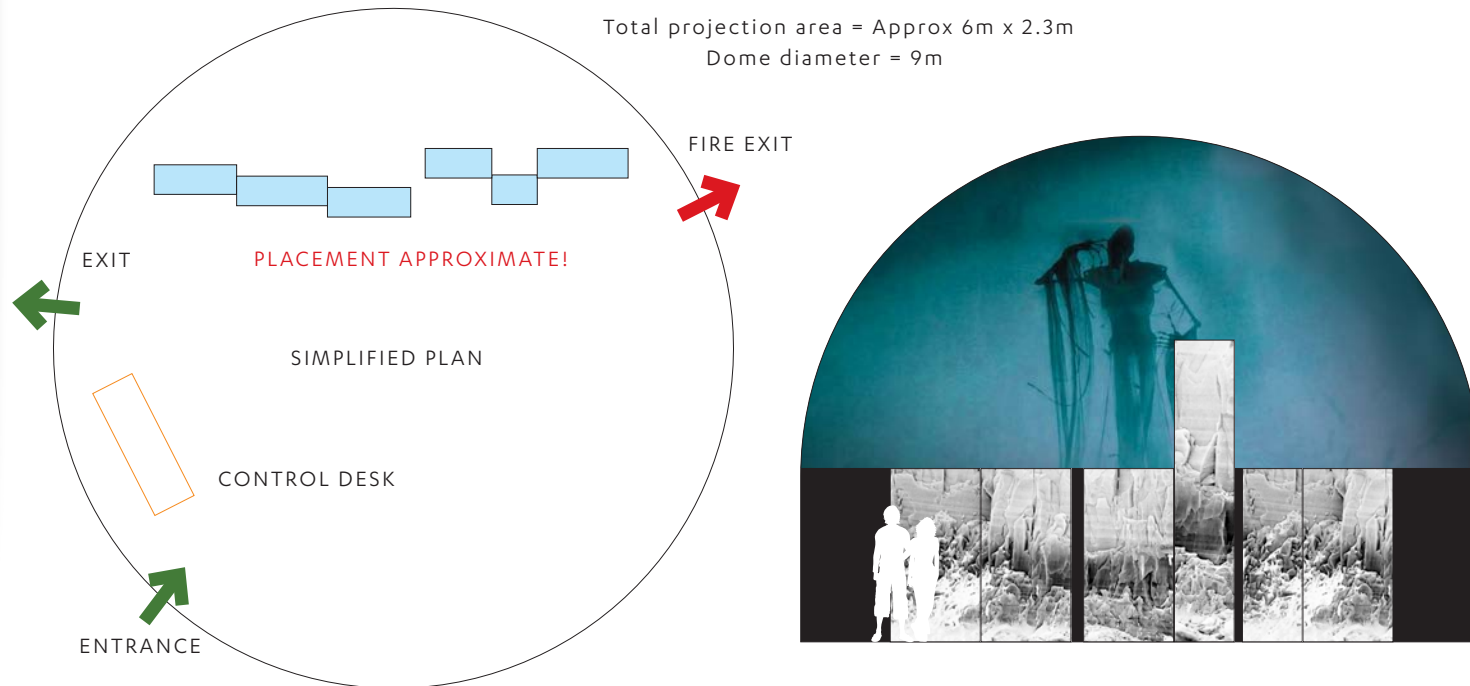 Total projection area = Approx 6m x 2.3m
Dome diameter = 9m
FIRE EXIT
EXIT
PLACEMENT APPROXIMATE!
SIMPLIFIED PLAN
CONTROL DESK
ENTRANCE